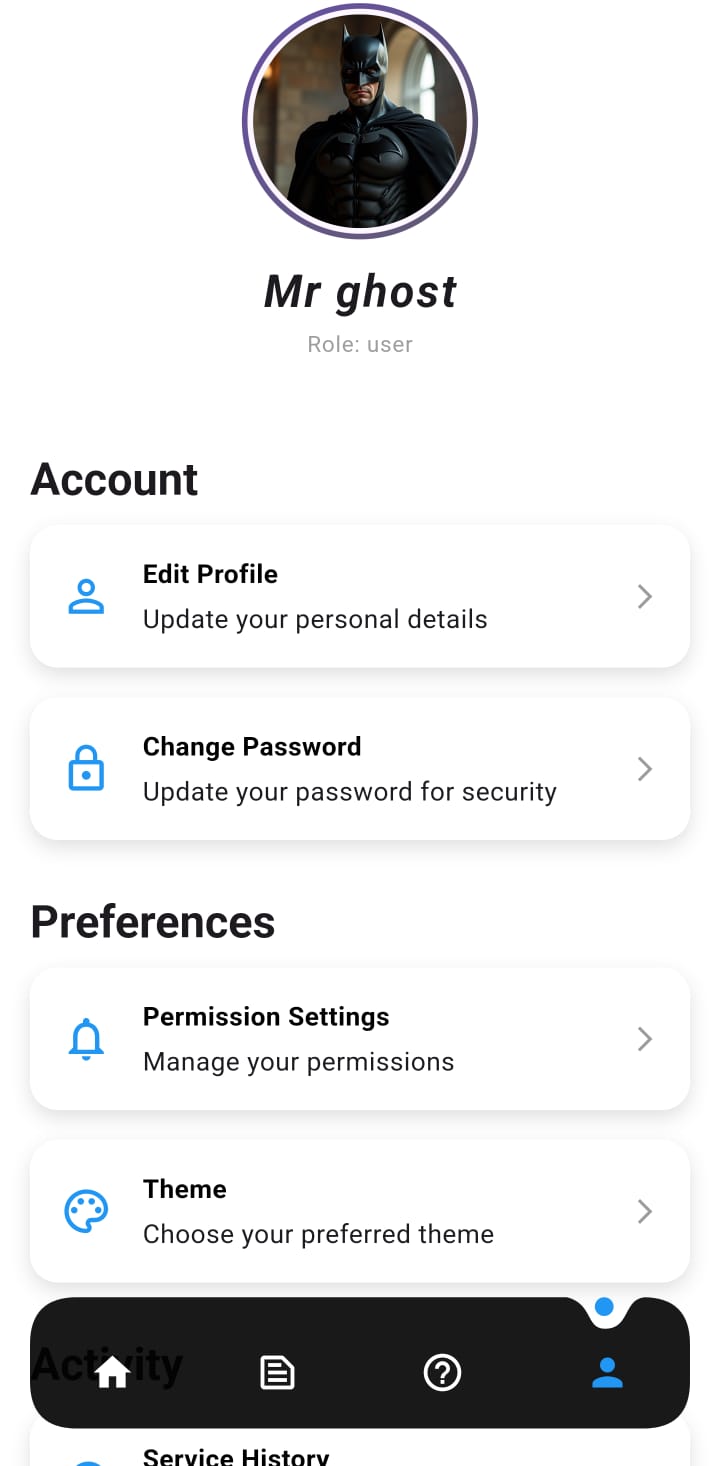 Mr ghost
Role: user
Account
Edit Profile
Update your personal details
Change Password
Update your password for security
Preferences
Permission Settings
Manage your permissions
Theme
Choose your preferred theme
Activity
Service History